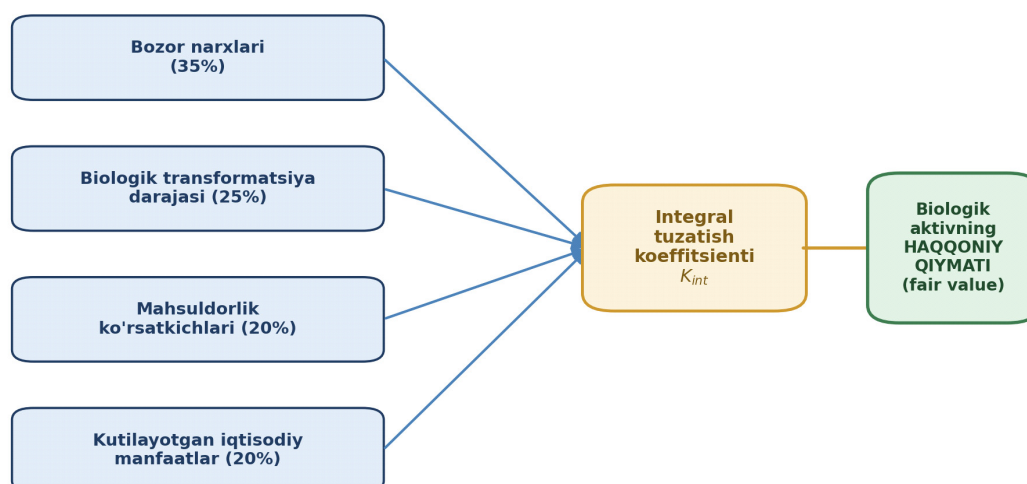 Bozor narxlari
(35%)
Biologik transformatsiya
darajasi (25%)
Mahsuldorlik
ko'rsatkichlari (20%)
Kutilayotgan iqtisodiy
manfaatlar (20%)
Integral
tuzatish
koeffitsienti
K_int
Biologik
aktivning
HAQQONIY
QIYMATI
(fair value)